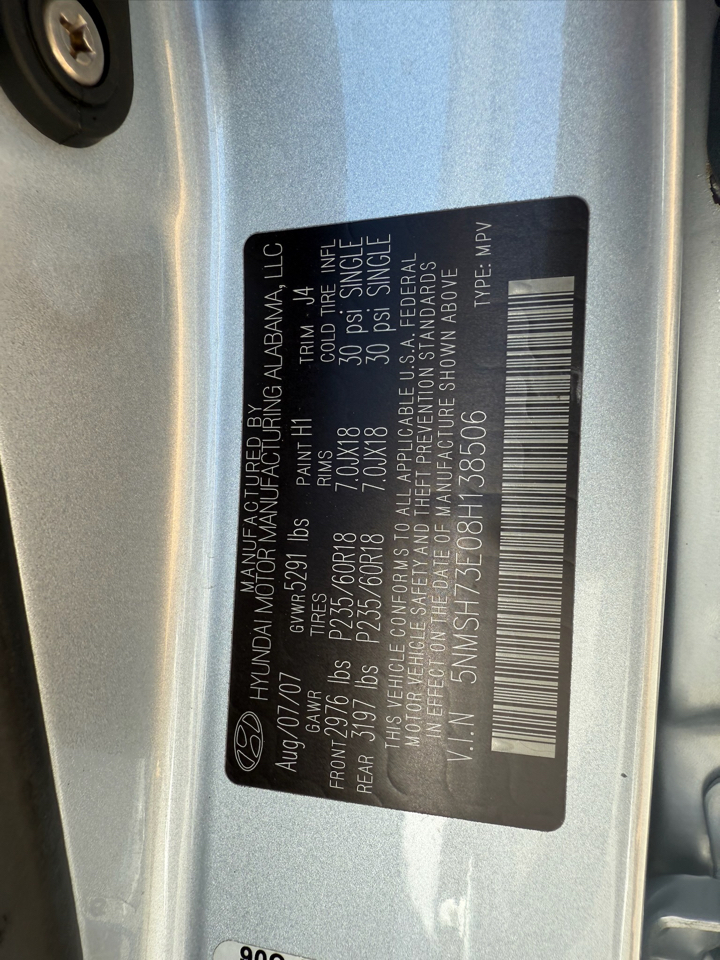 MANUFACTURED BY
HYUNDAI MOTOR MANUFACTURING ALABAMA, LLC
Aug/07/07 GVWR 5291 lbs PAINT H1 TRIM J4
GAWR TIRES RIMS COLD TIRE INFL
FRONT 2976 lbs P235/60R18 7.0JX18 30 psi SINGLE
REAR 3197 lbs P235/60R18 7.0JX18 30 psi SINGLE
THIS VEHICLE CONFORMS TO ALL APPLICABLE U.S.A. FEDERAL
MOTOR VEHICLE SAFETY AND THEFT PREVENTION STANDARDS
IN EFFECT ON THE DATE OF MANUFACTURE SHOWN ABOVE
V.I.N 5NMSH73E08H138506 TYPE: MPV